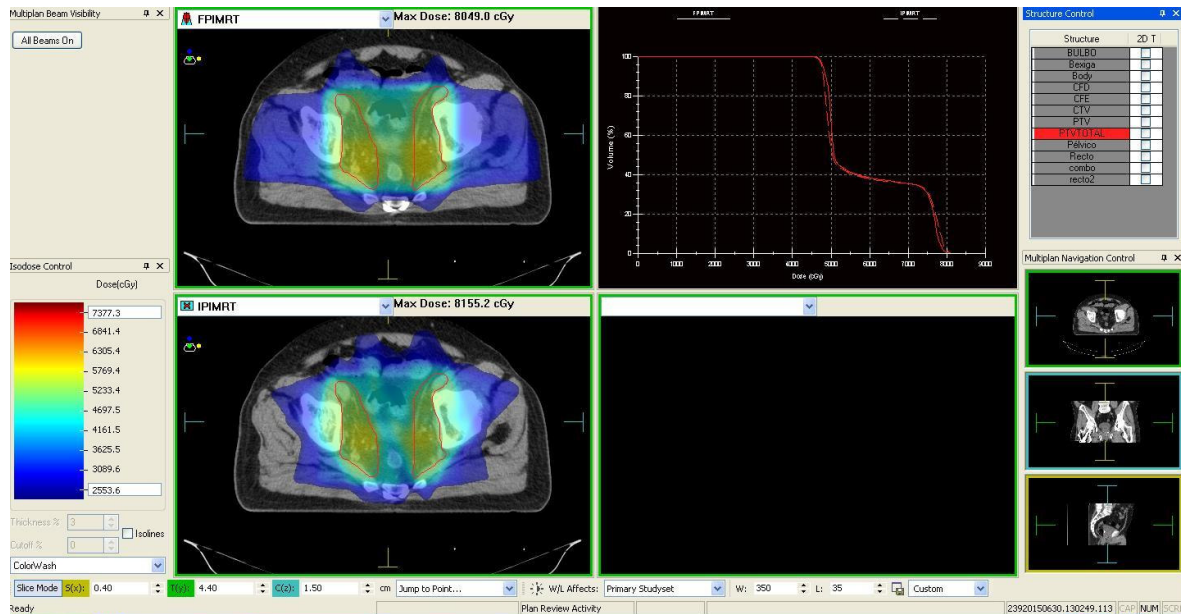 Multiplan Beam Visibility
All Beams On
FPIMRT
Max Dose: 8049.0 cGy
FPIMRT
IPIMRT
Volume (%)
100
80
60
40
20
0
0 1000 2000 3000 4000 5000 6000 7000 8000 9000
Dose (cGy)
Structure Control
Structure 2D T
BULBO
Bexiga
Body
CFD
CFE
CTV
PTV
PTVTOTAL
Pélvico
Recto
combo
recto2
Isodose Control
Dose(cGy)
7377.3
6841.4
6305.4
5769.4
5233.4
4697.5
4161.5
3625.5
3089.6
2553.6
Thickness % 3
Isolines
Cutoff % 0
ColorWash
IPIMRT
Max Dose: 8155.2 cGy
Multiplan Navigation Control
Slice Mode S(x): 0.40 T(y): 4.40 C(z): 1.50 cm Jump to Point... W/L Affects: Primary Studyset W: 350 L: 35 Custom
Ready Plan Review Activity 23920150630.130249.113 CAP NUM SCR